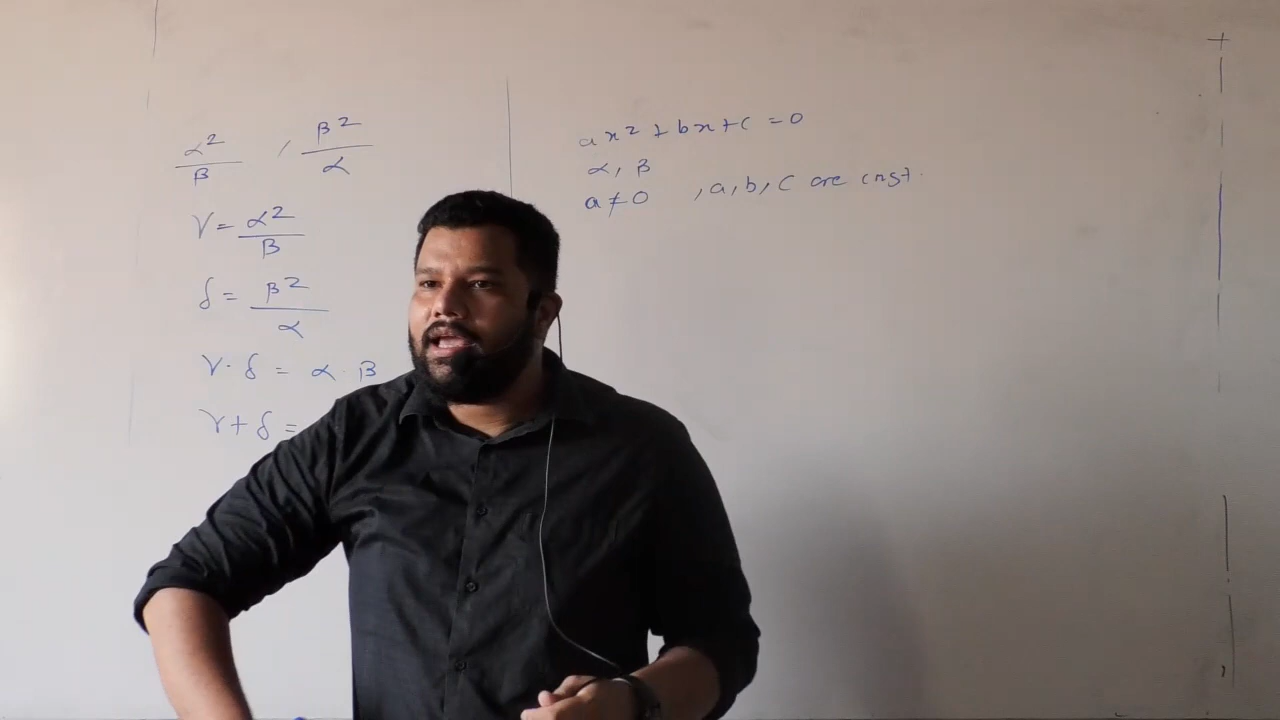 α²/β , β²/α
γ = α²/β
δ = β²/α
γ · δ = α · β
γ + δ =
ax² + bx + c = 0
α, β
a ≠ 0 , a, b, c are cnst.